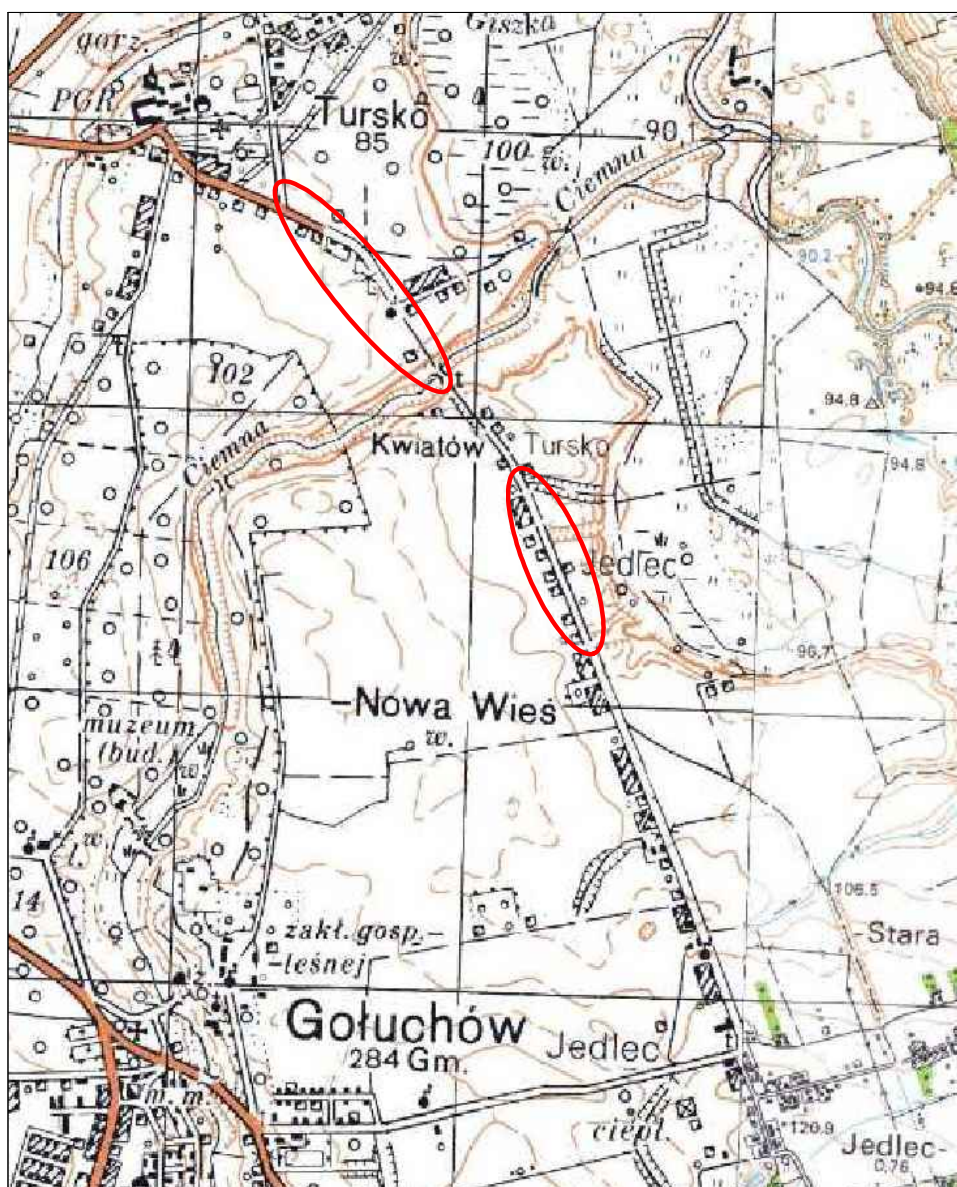 gorz.
Giszka
w.
PGR
Tursko
85
90.1
100
w.
Ciemna
90.2
94.6
102
94.8
Ciemna
Kwiatów
Tursko
94.8
106
Jedlec
96.7
-Nowa Wieś
w.
muzeum
(bud.)
w
w.
106.5
14
zakł. gosp.-
-leśnej
-Stara
Gołuchów
284 Gm.
Jedlec
m. m.
ciepl.
120.9
Jedlec-
0,76